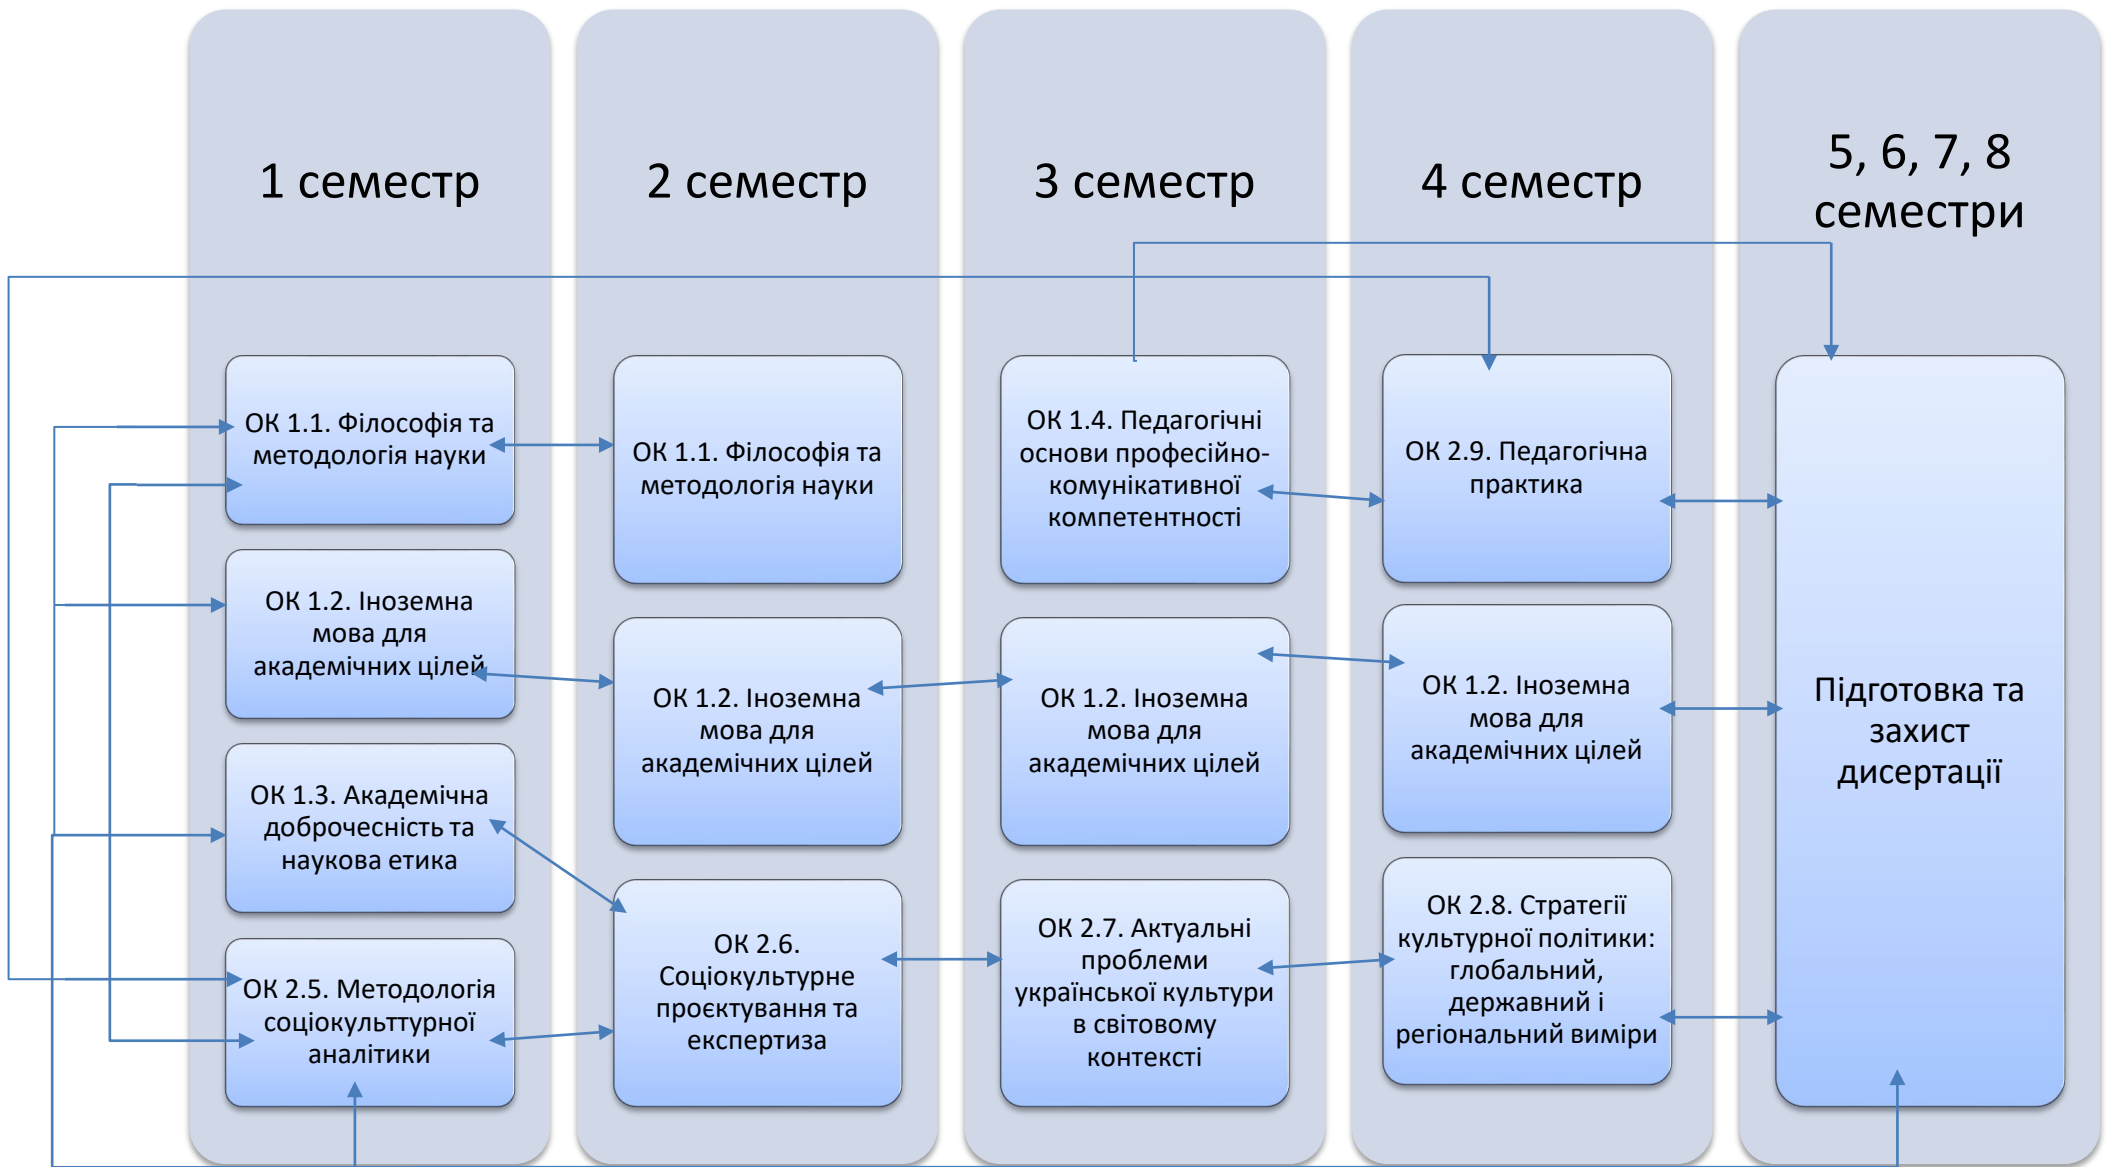 1 семестр
2 семестр
3 семестр
4 семестр
5, 6, 7, 8
семестри
ОК 1.1. Філософія та
методологія науки
ОК 1.2. Іноземна
мова для
академічних цілей
ОК 1.3. Академічна
доброчесність та
наукова етика
ОК 2.5. Методологія
соціокульттурної
аналітики
ОК 1.1. Філософія та
методологія науки
ОК 1.2. Іноземна
мова для
академічних цілей
ОК 2.6.
Соціокультурне
проєктування та
експертиза
ОК 1.4. Педагогічні
основи професійно-
комунікативної
компетентності
ОК 1.2. Іноземна
мова для
академічних цілей
ОК 2.7. Актуальні
проблеми
української культури
в світовому
контексті
ОК 2.9. Педагогічна
практика
ОК 1.2. Іноземна
мова для
академічних цілей
ОК 2.8. Стратегії
культурної політики:
глобальний,
державний і
регіональний виміри
Підготовка та
захист
дисертації